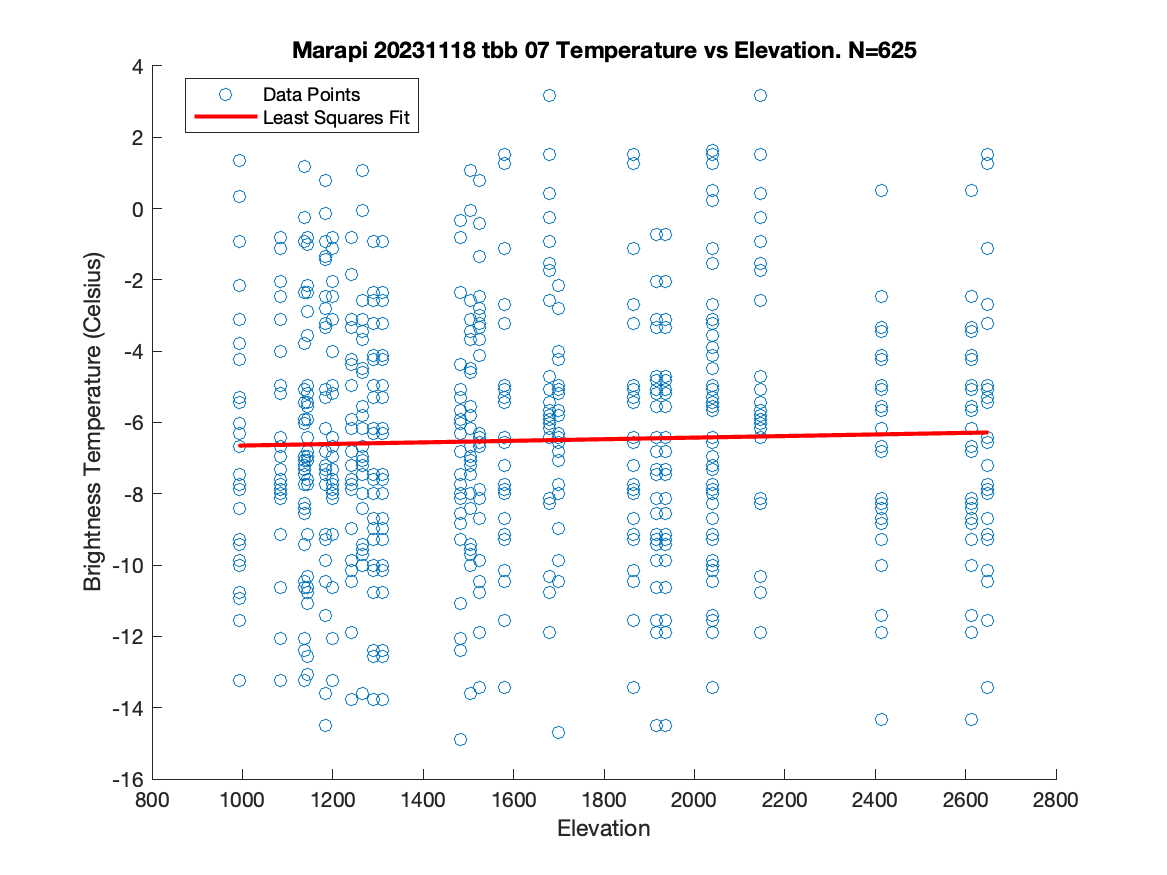 Marapi 20231118 tbb 07 Temperature vs Elevation. N=625
Data Points
Least Squares Fit
4
2
0
-2
-4
-6
-8
-10
-12
-14
-16
Brightness Temperature (Celsius)
800 1000 1200 1400 1600 1800 2000 2200 2400 2600 2800
Elevation